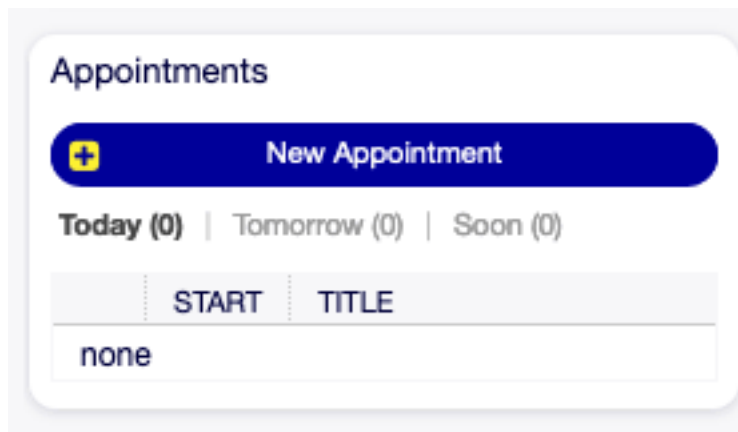 Appointments
New Appointment
Today (0) | Tomorrow (0) | Soon (0)
START TITLE
none